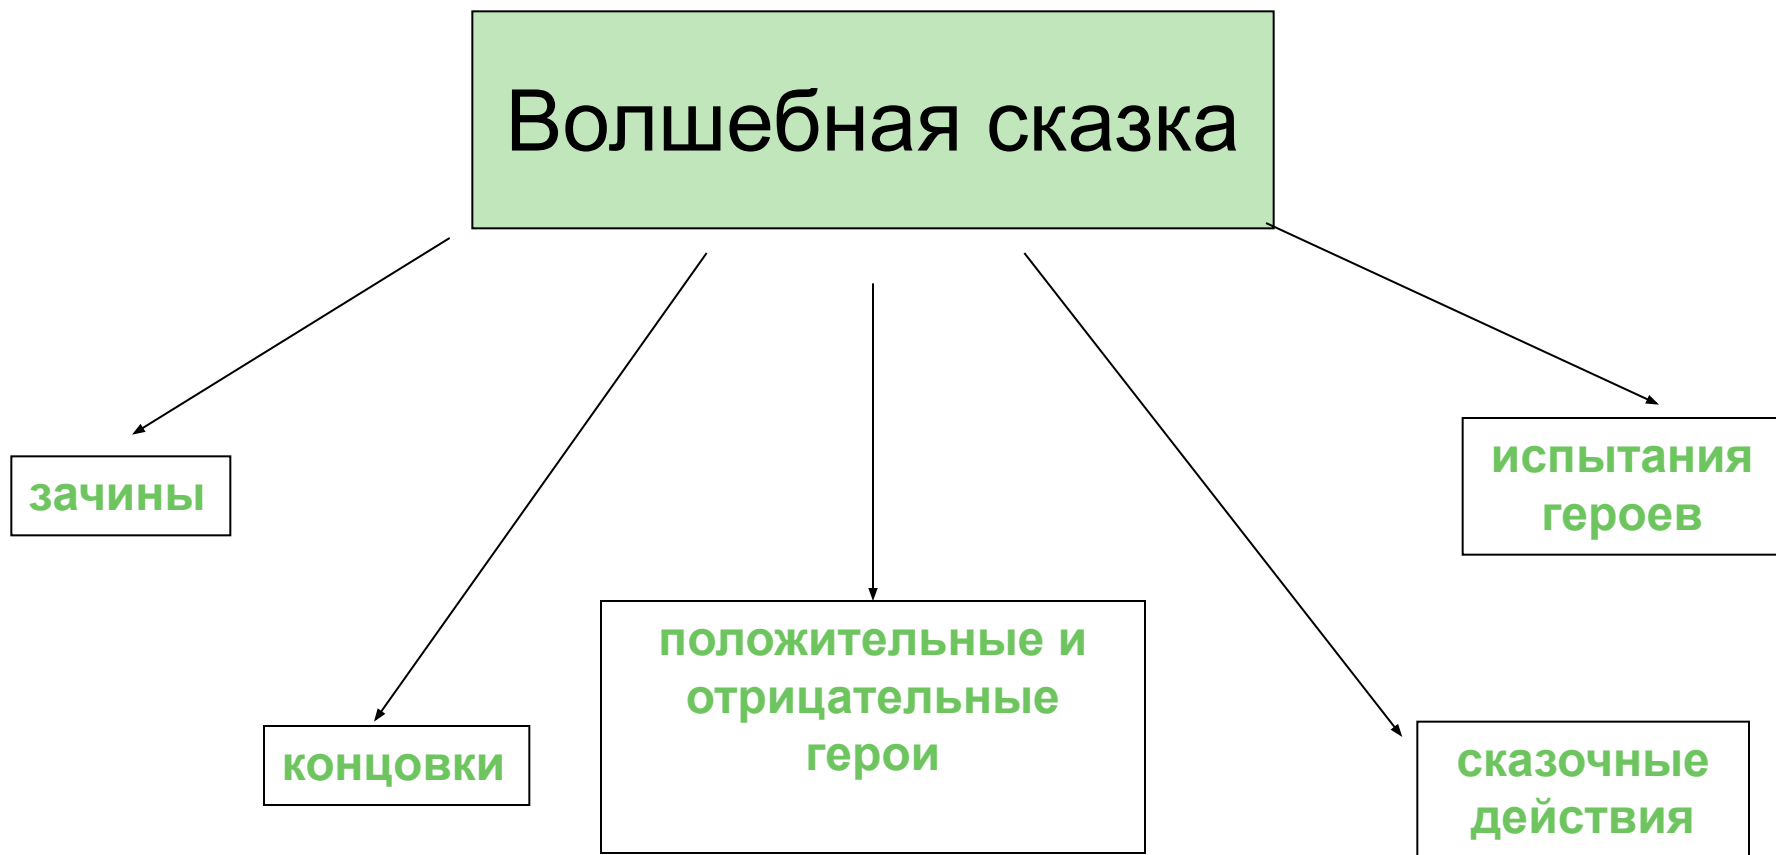 Волшебная сказка
зачины
испытания
героев
положительные и
отрицательные
герои
концовки
сказочные
действия